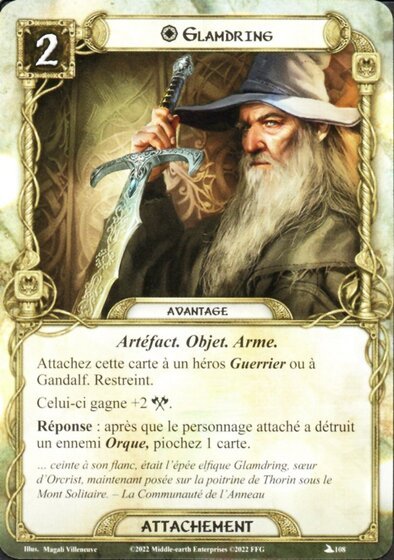 2
GLAMDRING
AVANTAGE
Artéfact. Objet. Arme.
Attachez cette carte à un héros Guerrier ou à
Gandalf. Restreint.
Celui-ci gagne +2 .
Réponse : après que le personnage attaché a détruit
un ennemi Orque, piochez 1 carte.
... ceinte à son flanc, était l'épée elfique Glamdring, sœur
d'Orcrist, maintenant posée sur la poitrine de Thorin sous le
Mont Solitaire. – La Communauté de l'Anneau
ATTACHEMENT
Illus. Magali Villeneuve ©2022 Middle-earth Enterprises ©2022 FFG 108